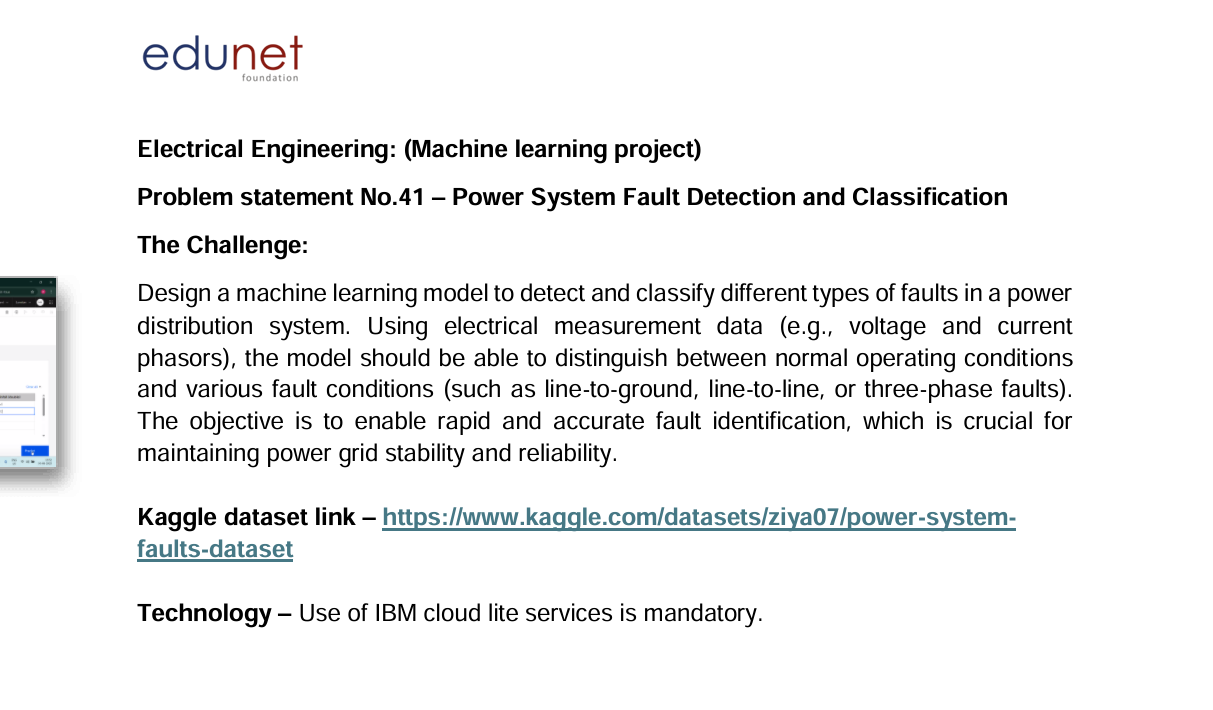 edunet
foundation
Electrical Engineering: (Machine learning project)
Problem statement No.41 – Power System Fault Detection and Classification
The Challenge:
Design a machine learning model to detect and classify different types of faults in a power
distribution system. Using electrical measurement data (e.g., voltage and current
phasors), the model should be able to distinguish between normal operating conditions
and various fault conditions (such as line-to-ground, line-to-line, or three-phase faults).
The objective is to enable rapid and accurate fault identification, which is crucial for
maintaining power grid stability and reliability.
Kaggle dataset link – https://www.kaggle.com/datasets/ziya07/power-system-
faults-dataset
Technology – Use of IBM cloud lite services is mandatory.